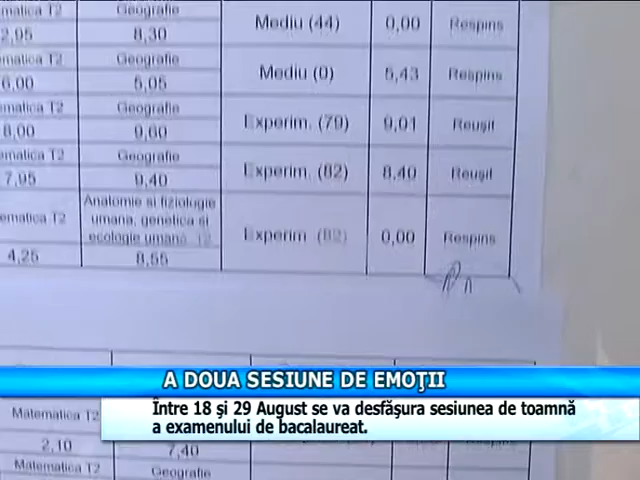 Matematica T2 Geografie
2,95 8,30 Mediu (44) 0,00 Respins
Matematica T2 Geografie
6,00 5,05 Mediu (0) 5,43 Respins
Matematica T2 Geografie
8,00 9,60 Experim. (79) 9,01 Reuşit
Matematica T2 Geografie
7,95 9,40 Experim. (82) 8,40 Reuşit
Anatomie si fiziologie
Matematica T2 umana, genetica si
ecologie umană T2 Experim (82) 0,00 Respins
4,25 8,55
A DOUA SESIUNE DE EMOŢII
Între 18 şi 29 August se va desfăşura sesiunea de toamnă
a examenului de bacalaureat.
Matematica T2
2,10 7,40
Matematica T2 Geografie